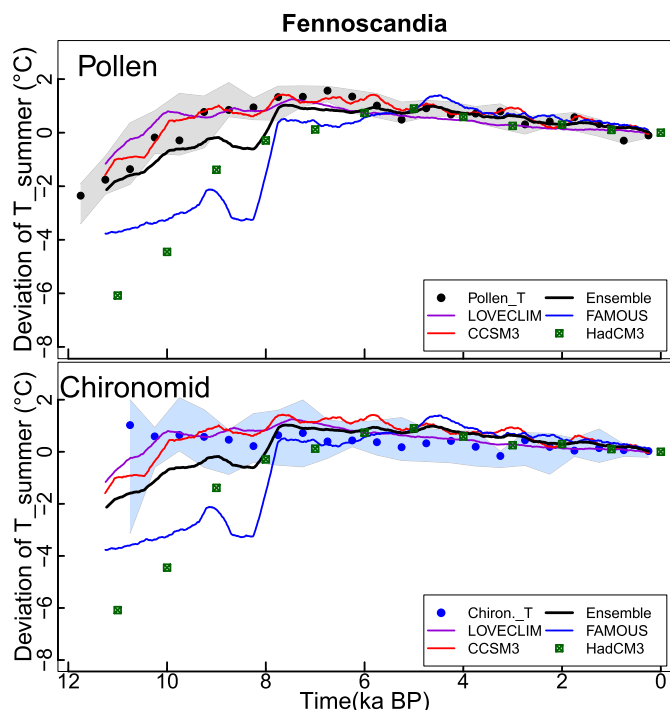 Fennoscandia
Pollen
Deviation of T_summer (°C)
2
0
−2
−4
−6
−8
Pollen_T
Ensemble
LOVECLIM
FAMOUS
CCSM3
HadCM3
Chironomid
Deviation of T_summer (°C)
2
0
−2
−4
−6
−8
Chiron._T
Ensemble
LOVECLIM
FAMOUS
CCSM3
HadCM3
12 10 8 6 4 2 0
Time(ka BP)